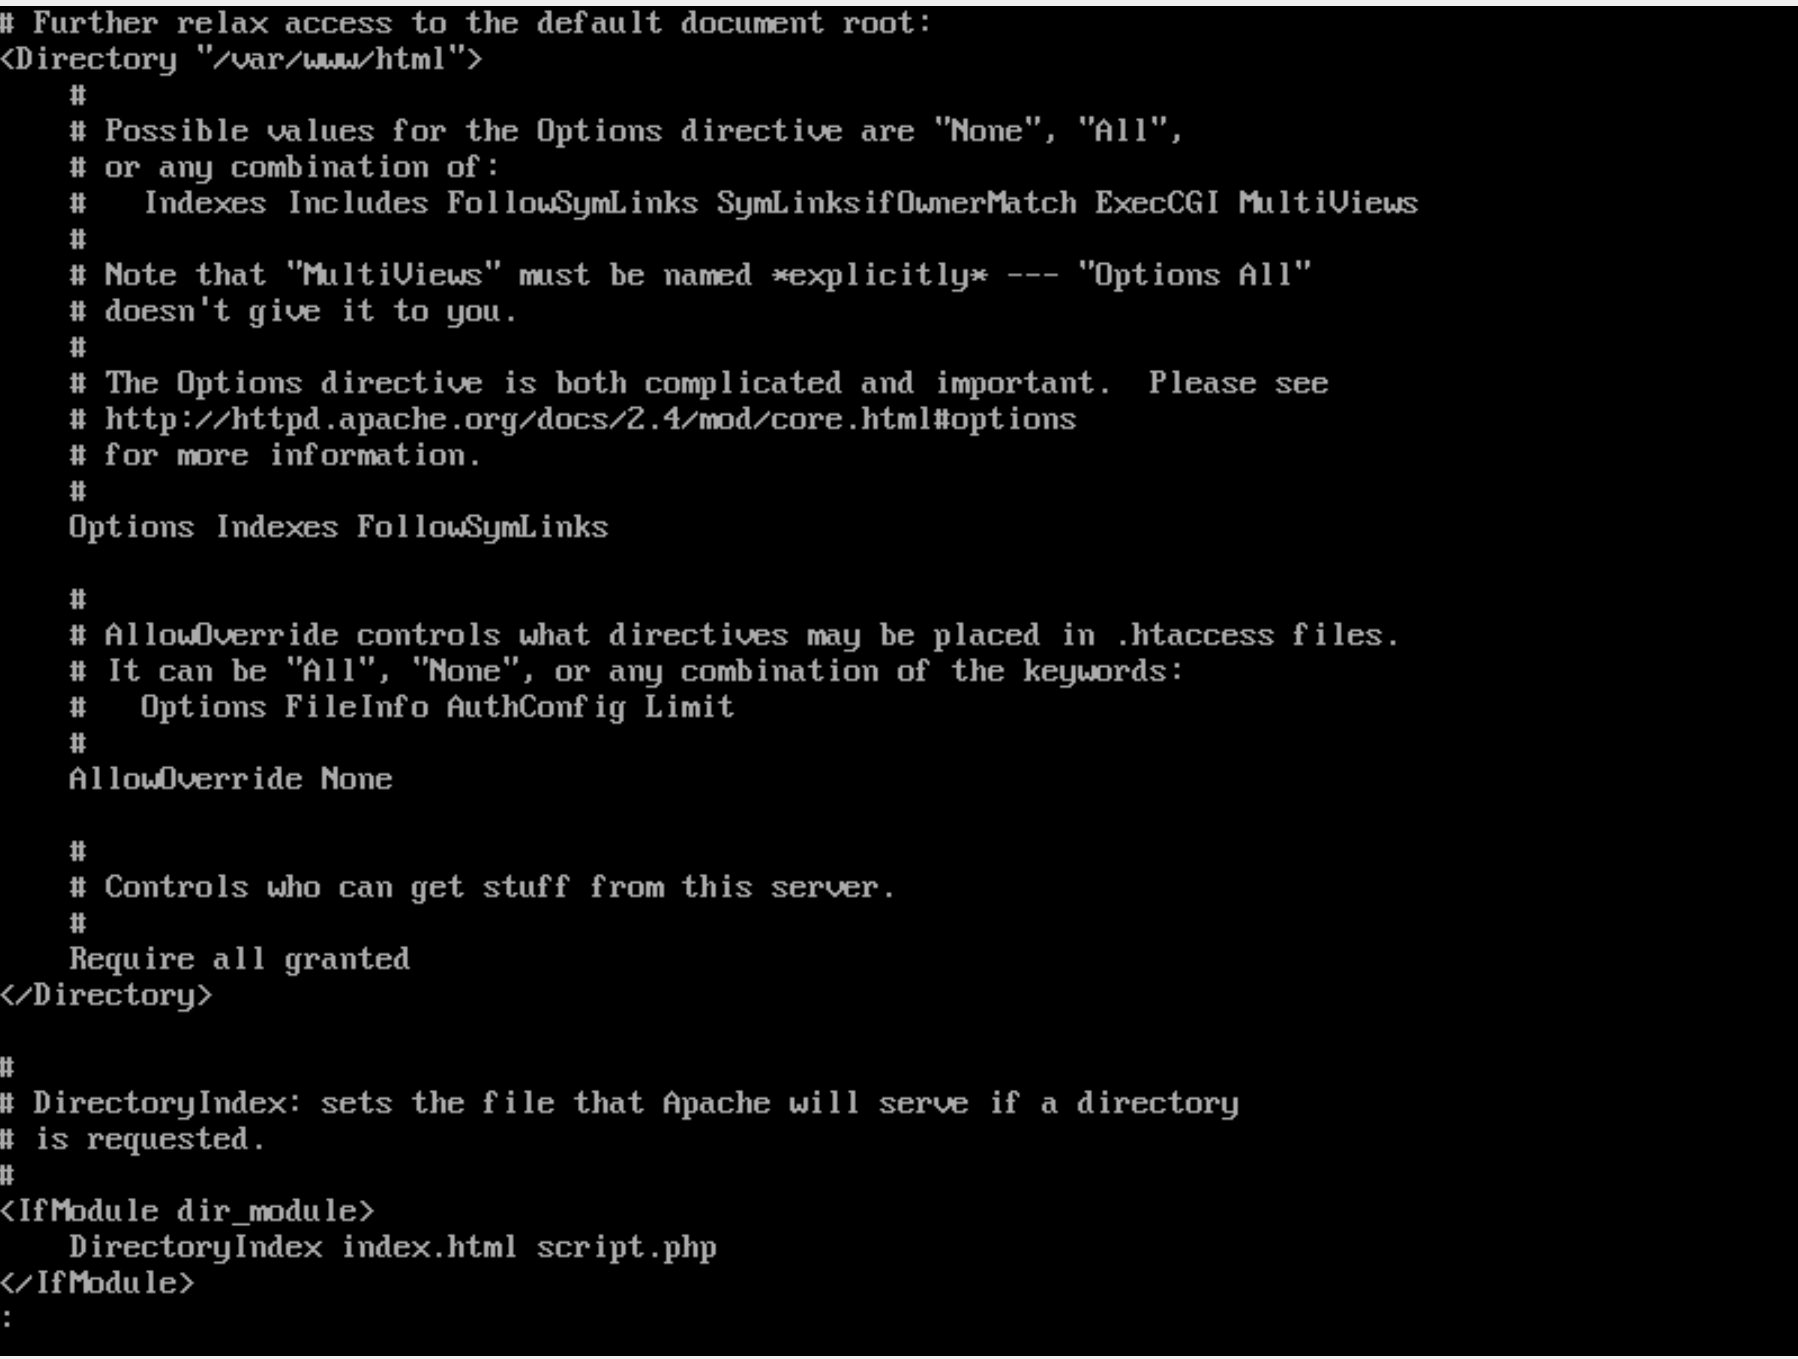 # Further relax access to the default document root:
<Directory "/var/www/html">
    #
    # Possible values for the Options directive are "None", "All",
    # or any combination of:
    #   Indexes Includes FollowSymLinks SymLinksifOwnerMatch ExecCGI MultiViews
    #
    # Note that "MultiViews" must be named *explicitly* --- "Options All"
    # doesn't give it to you.
    #
    # The Options directive is both complicated and important.  Please see
    # http://httpd.apache.org/docs/2.4/mod/core.html#options
    # for more information.
    #
    Options Indexes FollowSymLinks

    #
    # AllowOverride controls what directives may be placed in .htaccess files.
    # It can be "All", "None", or any combination of the keywords:
    #   Options FileInfo AuthConfig Limit
    #
    AllowOverride None

    #
    # Controls who can get stuff from this server.
    #
    Require all granted
</Directory>

#
# DirectoryIndex: sets the file that Apache will serve if a directory
# is requested.
#
<IfModule dir_module>
    DirectoryIndex index.html script.php
</IfModule>
: